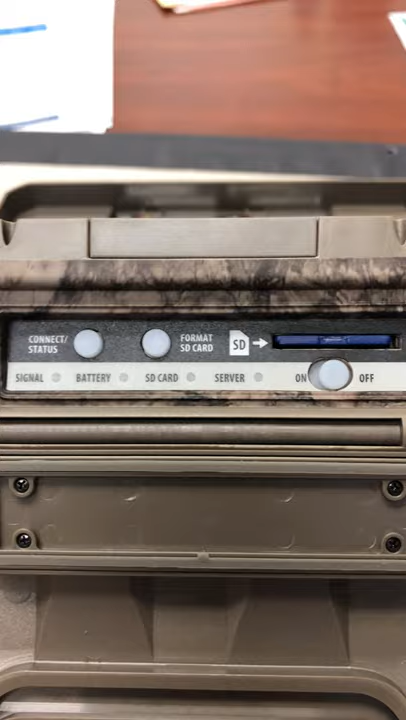 CONNECT/
STATUS
FORMAT
SD CARD
SD
SIGNAL BATTERY SD CARD SERVER ON OFF